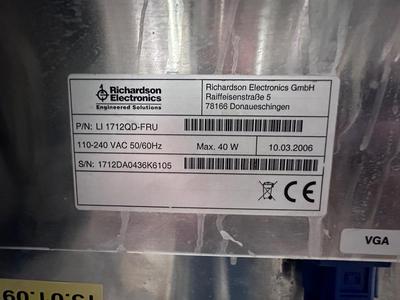 Richardson
Electronics
Engineered Solutions
Richardson Electronics GmbH
Raiffeisenstraße 5
78166 Donaueschingen
P/N: LI 1712QD-FRU
110-240 VAC 50/60Hz
Max. 40 W
10.03.2006
S/N: 1712DA0436K6105
CE
VGA